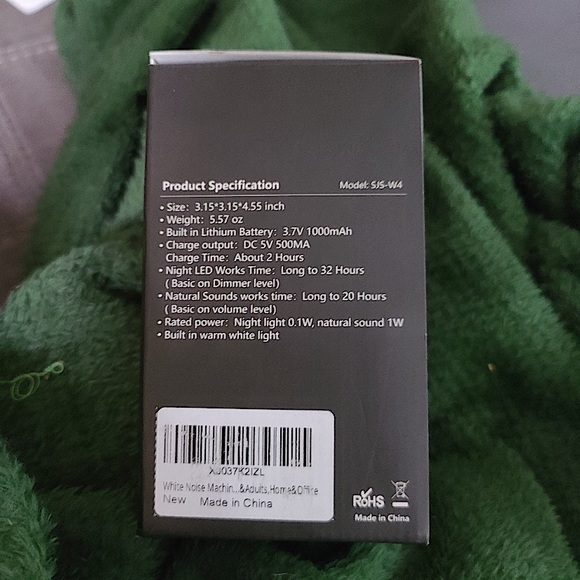 Product Specification Model: SJS-W4
• Size: 3.15*3.15*4.55 inch
• Weight: 5.57 oz
• Built in Lithium Battery: 3.7V 1000mAh
• Charge output: DC 5V 500MA
Charge Time: About 2 Hours
• Night LED Works Time: Long to 32 Hours
( Basic on Dimmer level)
• Natural Sounds works time: Long to 20 Hours
( Basic on volume level)
• Rated power: Night light 0.1W, natural sound 1W
• Built in warm white light
X0037K2IZL
White Noise Machin...&Adults,Home&Office
New Made in China
RoHS
Made in China